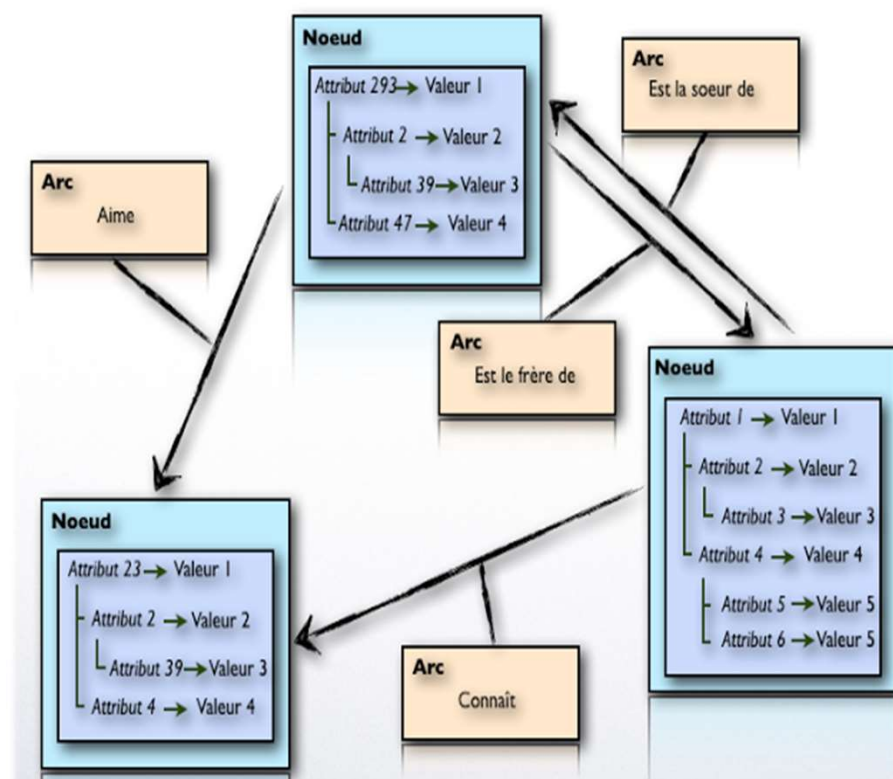 Noeud
Attribut 293 → Valeur 1
Attribut 2 → Valeur 2
Attribut 39 → Valeur 3
Attribut 47 → Valeur 4
Arc
Est la soeur de
Arc
Aime
Arc
Est le frère de
Noeud
Attribut 1 → Valeur 1
Attribut 2 → Valeur 2
Attribut 3 → Valeur 3
Attribut 4 → Valeur 4
Attribut 5 → Valeur 5
Attribut 6 → Valeur 5
Noeud
Attribut 23 → Valeur 1
Attribut 2 → Valeur 2
Attribut 39 → Valeur 3
Attribut 4 → Valeur 4
Arc
Connaît